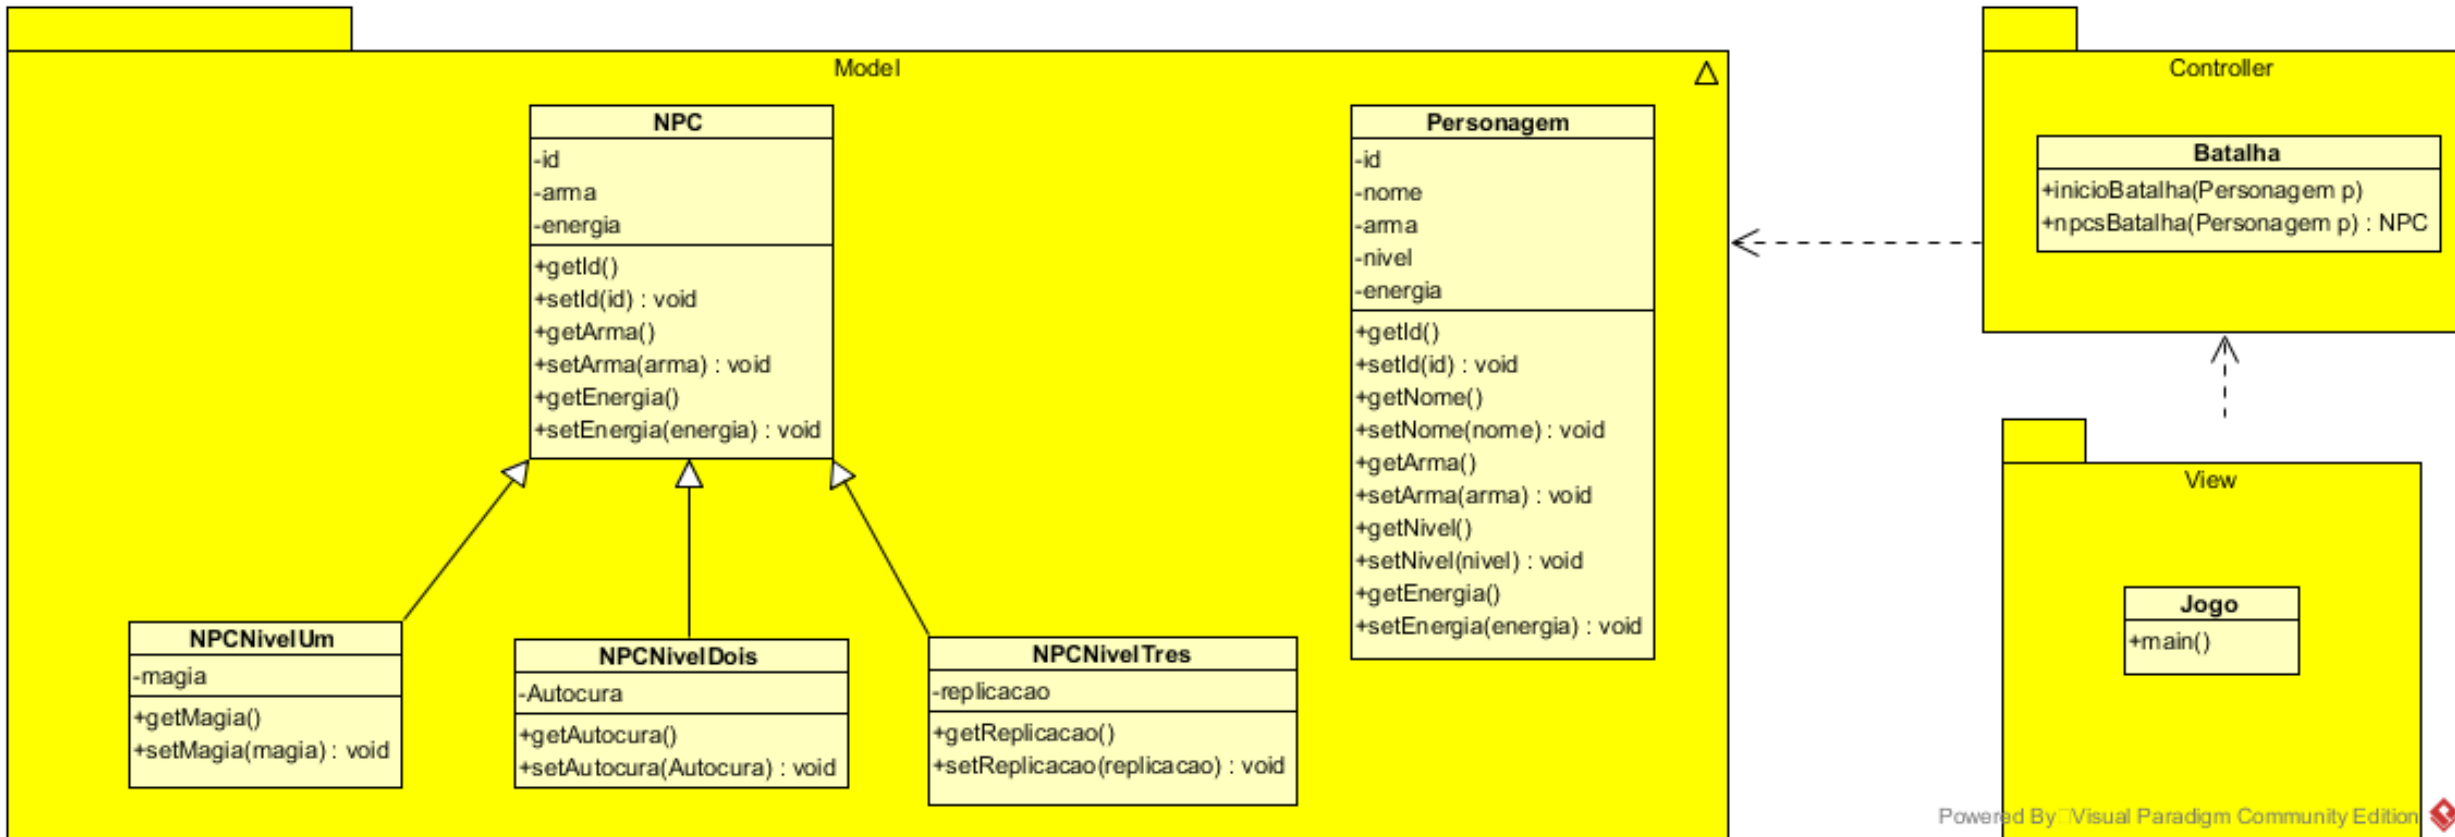 Model
NPC
-id
-arma
-energia
+getId()
+setId(id) : void
+getArma()
+setArma(arma) : void
+getEnergia()
+setEnergia(energia) : void
NPCNivelUm
-magia
+getMagia()
+setMagia(magia) : void
NPCNivelDois
-Autocura
+getAutocura()
+setAutocura(Autocura) : void
NPCNivelTres
-replicacao
+getReplicacao()
+setReplicacao(replicacao) : void
Personagem
-id
-nome
-arma
-nivel
-energia
+getId()
+setId(id) : void
+getNome()
+setNome(nome) : void
+getArma()
+setArma(arma) : void
+getNivel()
+setNivel(nivel) : void
+getEnergia()
+setEnergia(energia) : void
Controller
Batalha
+inicioBatalha(Personagem p)
+npcsBatalha(Personagem p) : NPC
View
Jogo
+main()
Powered By Visual Paradigm Community Edition